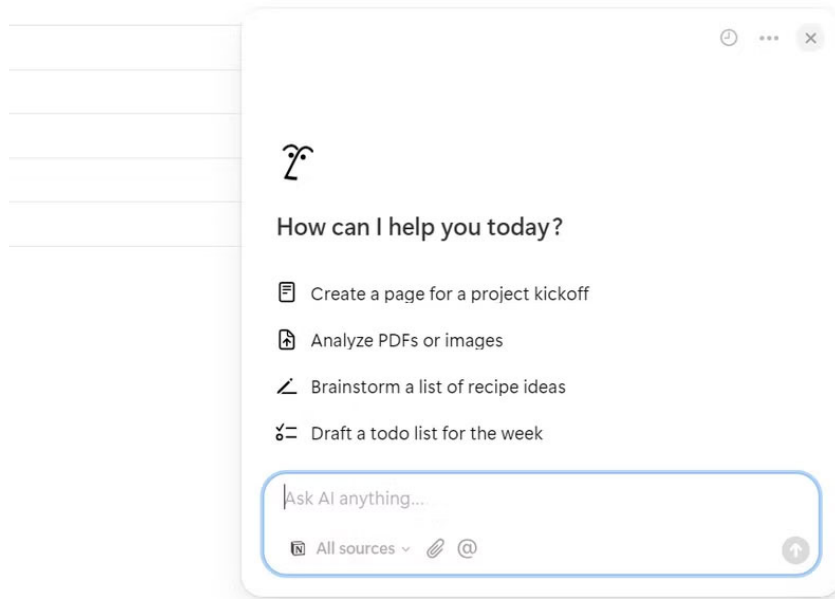 How can I help you today?
Create a page for a project kickoff
Analyze PDFs or images
Brainstorm a list of recipe ideas
Draft a todo list for the week
Ask AI anything...
All sources @